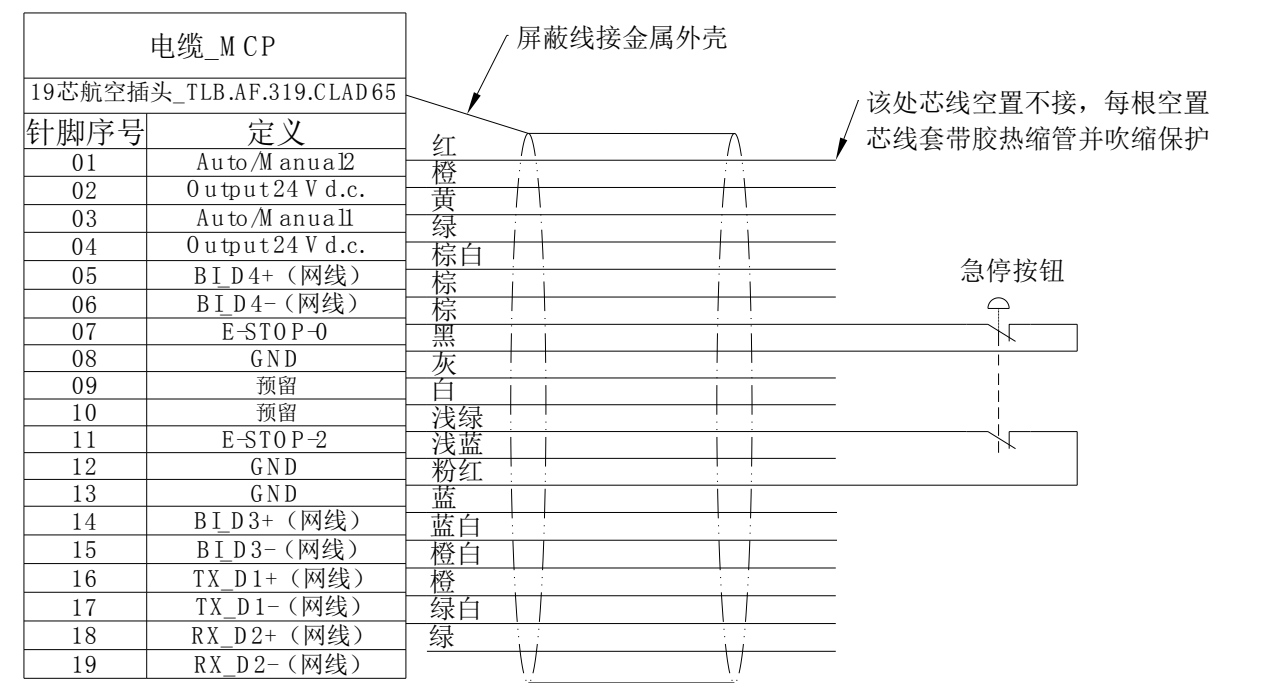 电缆_MCP
屏蔽线接金属外壳
19芯航空插头_TLB.AF.319.CLAD65
该处芯线空置不接，每根空置
芯线套带胶热缩管并吹缩保护
针脚序号 定义
红
01 Auto/Manual2
橙
02 Output24Vd.c.
黄
03 Auto/Manual1
绿
04 Output24Vd.c.
棕白
05 BI_D4+（网线）
棕
06 BI_D4-（网线）
棕
急停按钮
07 E-STOP-0
黑
08 GND
灰
09 预留
白
10 预留
浅绿
11 E-STOP-2
浅蓝
12 GND
粉红
13 GND
蓝
14 BI_D3+（网线）
蓝白
15 BI_D3-（网线）
橙白
16 TX_D1+（网线）
橙
17 TX_D1-（网线）
绿白
18 RX_D2+（网线）
绿
19 RX_D2-（网线）